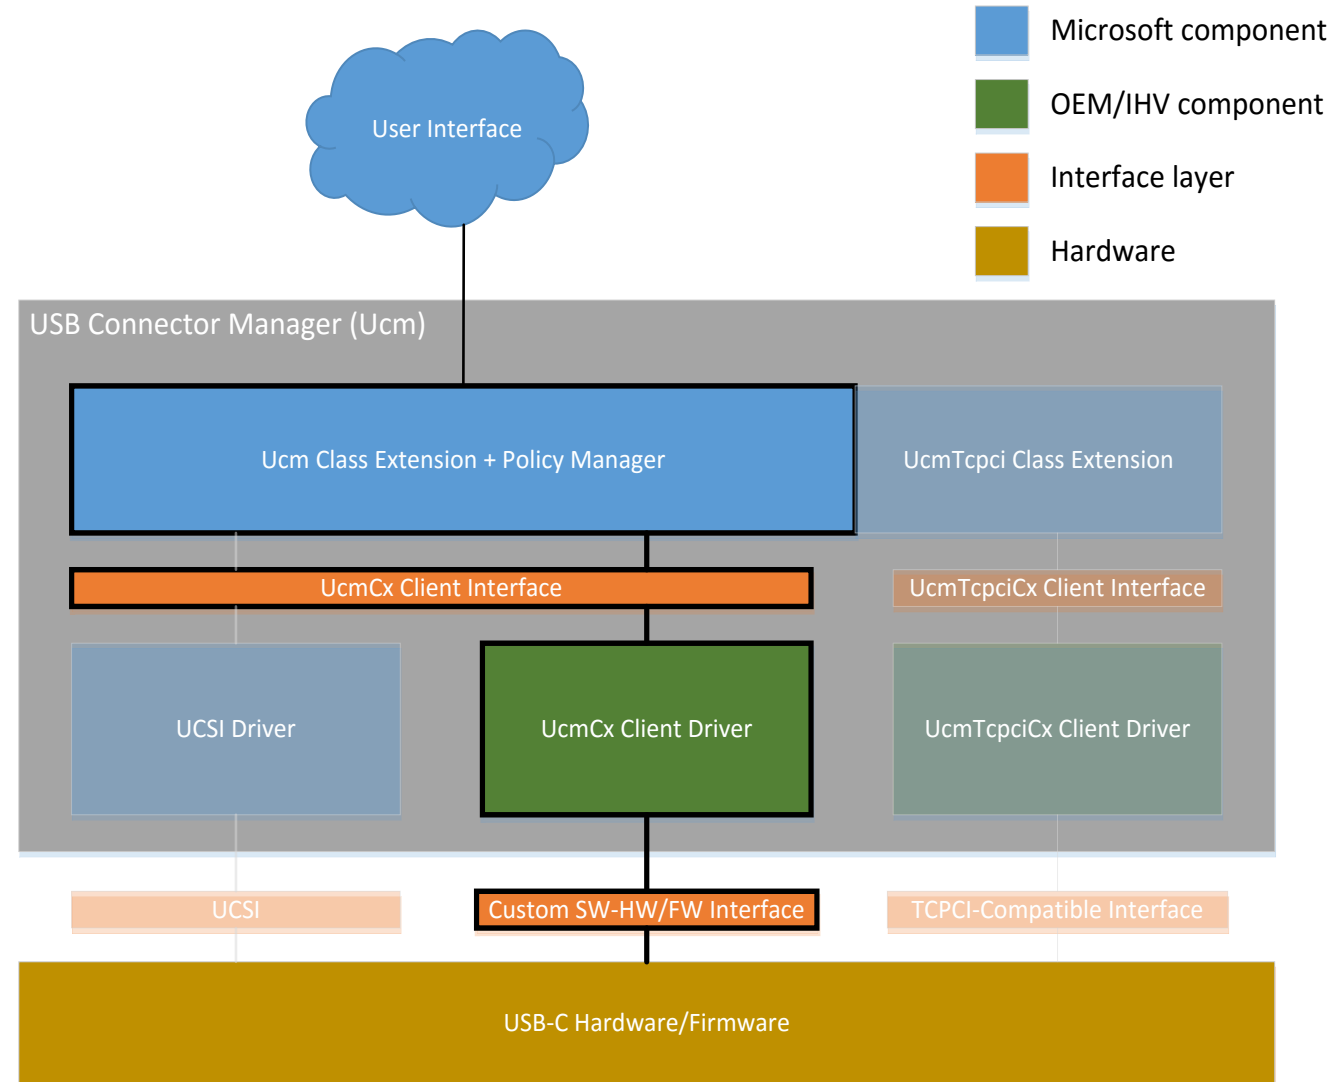 Microsoft component
OEM/IHV component
Interface layer
Hardware
User Interface
USB Connector Manager (Ucm)
Ucm Class Extension + Policy Manager
UcmTcpci Class Extension
UcmCx Client Interface
UcmTcpciCx Client Interface
UCSI Driver
UcmCx Client Driver
UcmTcpciCx Client Driver
UCSI
Custom SW-HW/FW Interface
TCPCI-Compatible Interface
USB-C Hardware/Firmware